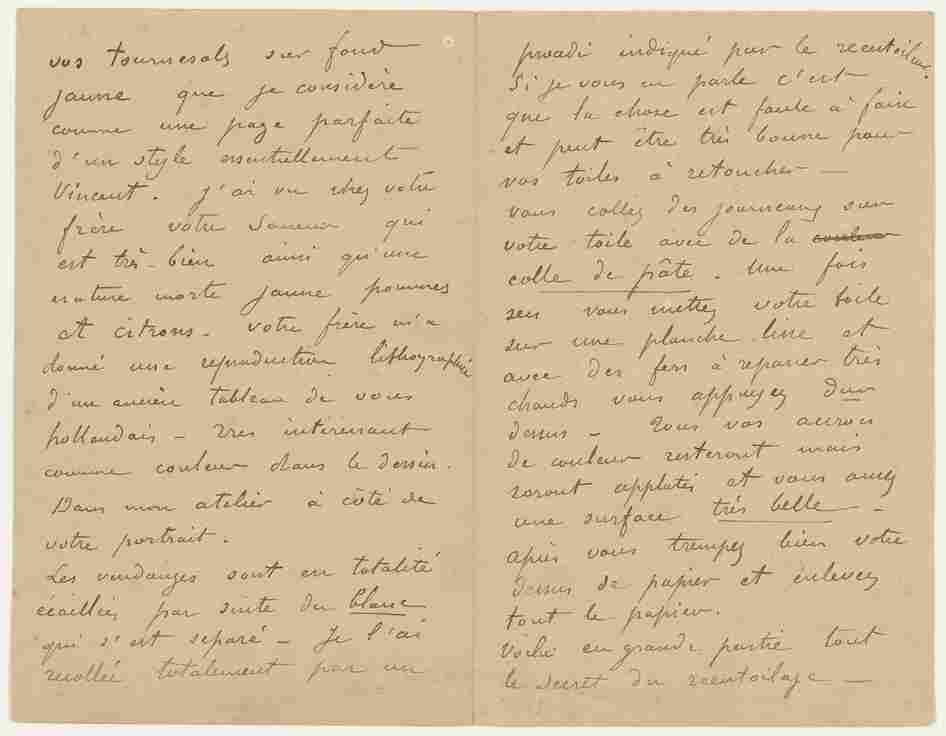 vos tournesols sur fond
jaune que je considère
comme une page parfaite
d'un style essentiellement
Vincent. J'ai vu chez votre
frère votre Semeur qui
est très-bien ainsi qu'une
nature morte jaune pommes
et citrons. Votre frère m'a
donné une reproduction lithographiée
d'un ancien tableau de vous
hollandais – Très intéressant
comme couleur dans le dessin.
Dans mon atelier à côté de
votre portrait.
Les vendanges sont en totalité
écaillées par suite du blanc
qui s'est separé – Je l'ai
recollée totalement par un
procédé indiqué par le rentoileur.
Si je vous en parle c'est
que la chose est facile à faire
et peut être très bonne pour
vos toiles à retoucher –
vous collez des journeaux sur
votre toile avec de la couleur
colle de pâte. Une fois
sec vous mettez votre toile
sur une planche lisse et
avec des fers à repasser très
chauds vous appuyez dur
dessus – Tous vos accrocs
de couleur resteront mais
seront applatis et vous aurez
une surface très belle –
Après vous trempez bien votre
dessus de papier et enlevez
tout le papier.
Voilà en grande partie tout
le secret du rentoilage –